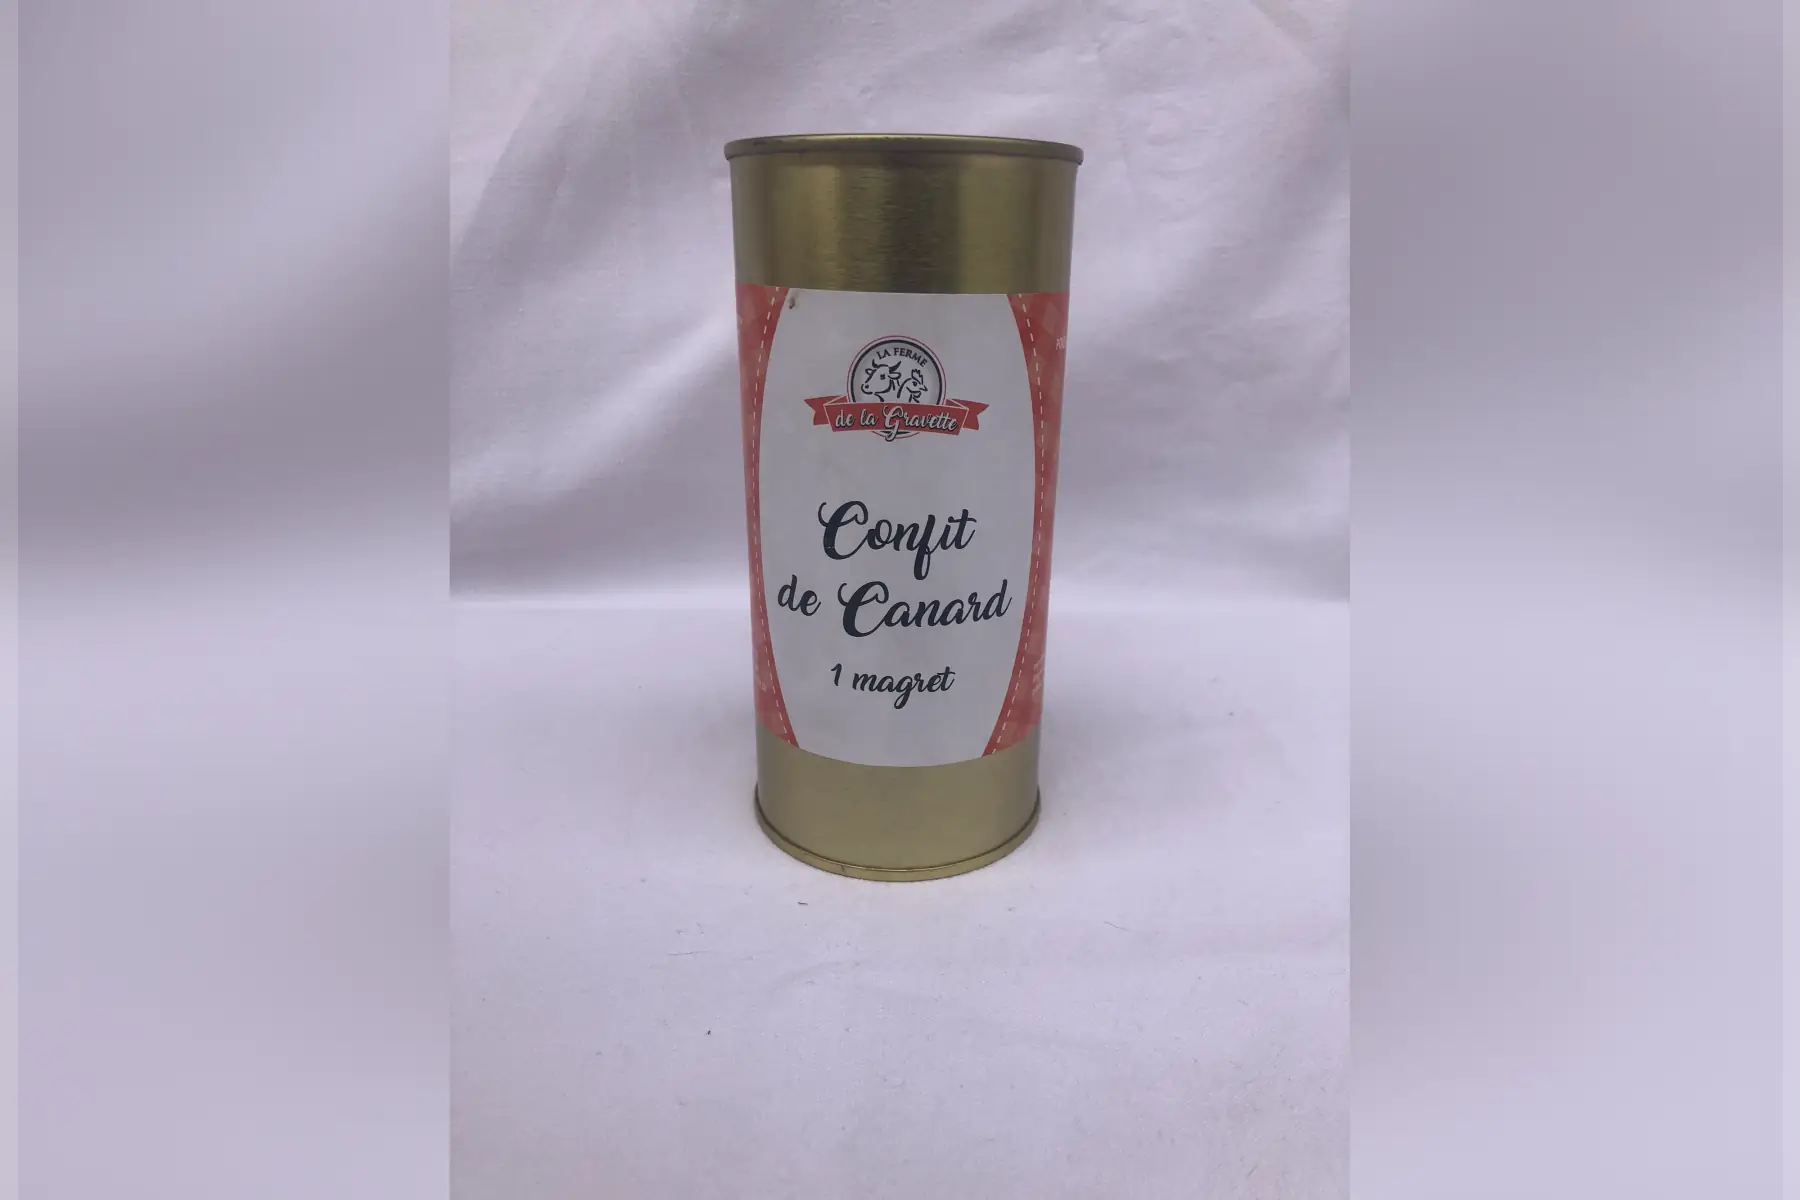 LA FERME
de la Gravette
Confit
de Canard
1 magret